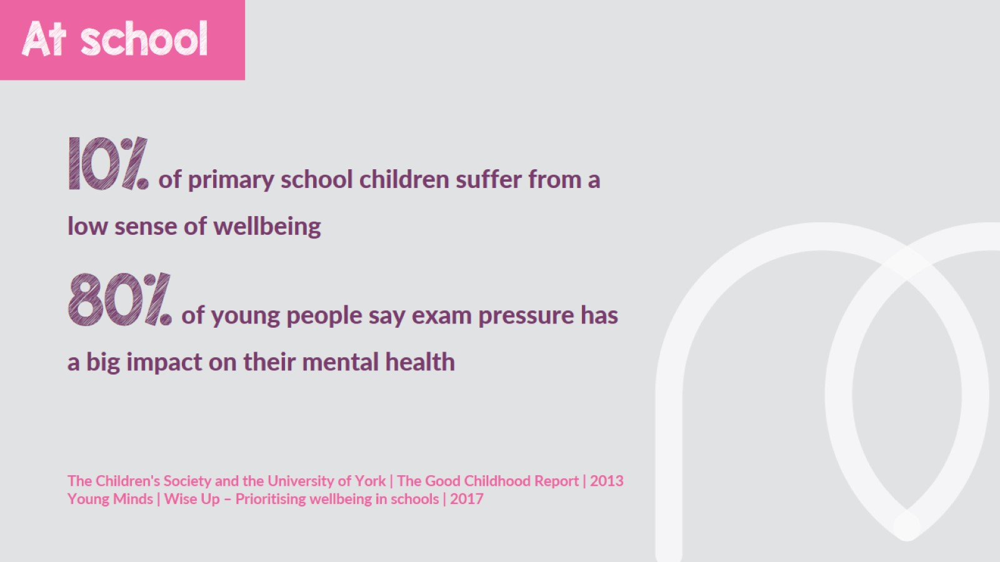 At school
10% of primary school children suffer from a
low sense of wellbeing
80% of young people say exam pressure has
a big impact on their mental health
The Children's Society and the University of York | The Good Childhood Report | 2013
Young Minds | Wise Up – Prioritising wellbeing in schools | 2017